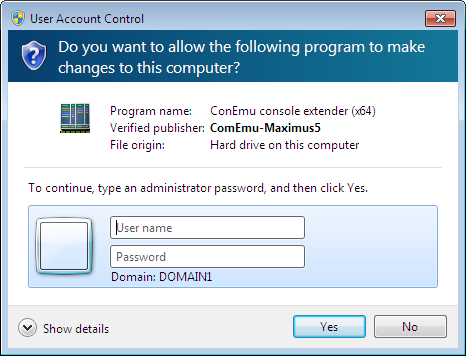 User Account Control
Do you want to allow the following program to make
changes to this computer?
Program name: ConEmu console extender (x64)
Verified publisher: ComEmu-Maximus5
File origin: Hard drive on this computer
To continue, type an administrator password, and then click Yes.
User name
Password
Domain: DOMAIN1
Show details
Yes
No